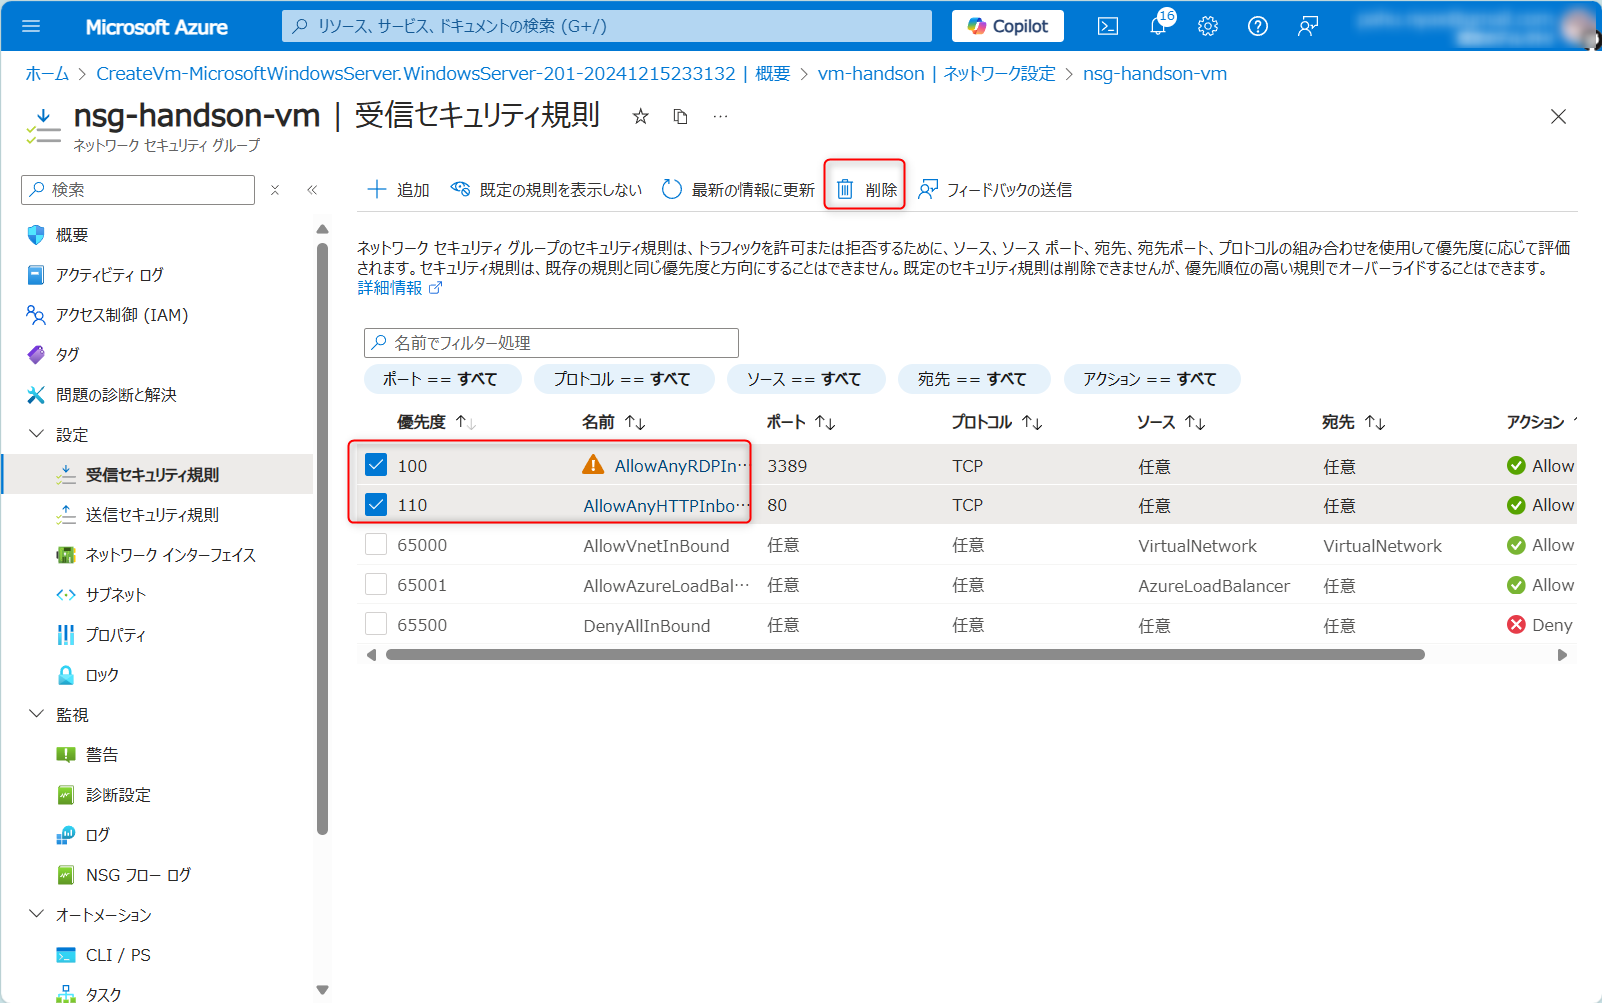 Microsoft Azure
リソース、サービス、ドキュメントの検索 (G+/)
Copilot
16
ホーム > CreateVm-MicrosoftWindowsServer.WindowsServer-201-20241215233132 | 概要 > vm-handson | ネットワーク設定 > nsg-handson-vm
nsg-handson-vm | 受信セキュリティ規則
ネットワーク セキュリティ グループ
検索
追加
既定の規則を表示しない
最新の情報に更新
削除
フィードバックの送信
概要
アクティビティ ログ
アクセス制御 (IAM)
タグ
問題の診断と解決
設定
受信セキュリティ規則
送信セキュリティ規則
ネットワーク インターフェイス
サブネット
プロパティ
ロック
監視
警告
診断設定
ログ
NSG フロー ログ
オートメーション
CLI / PS
タスク
ネットワーク セキュリティ グループのセキュリティ規則は、トラフィックを許可または拒否するために、ソース、ソース ポート、宛先、宛先ポート、プロトコルの組み合わせを使用して優先度に応じて評価
されます。セキュリティ規則は、既存の規則と同じ優先度と方向にすることはできません。既定のセキュリティ規則は削除できませんが、優先順位の高い規則でオーバーライドすることはできます。
詳細情報
名前でフィルター処理
ポート == すべて
プロトコル == すべて
ソース == すべて
宛先 == すべて
アクション == すべて
優先度 ↑↓ 名前 ↑↓ ポート ↑↓ プロトコル ↑↓ ソース ↑↓ 宛先 ↑↓ アクション
100 AllowAnyRDPIn… 3389 TCP 任意 任意 Allow
110 AllowAnyHTTPInbo… 80 TCP 任意 任意 Allow
65000 AllowVnetInBound 任意 任意 VirtualNetwork VirtualNetwork Allow
65001 AllowAzureLoadBal… 任意 任意 AzureLoadBalancer 任意 Allow
65500 DenyAllInBound 任意 任意 任意 任意 Deny